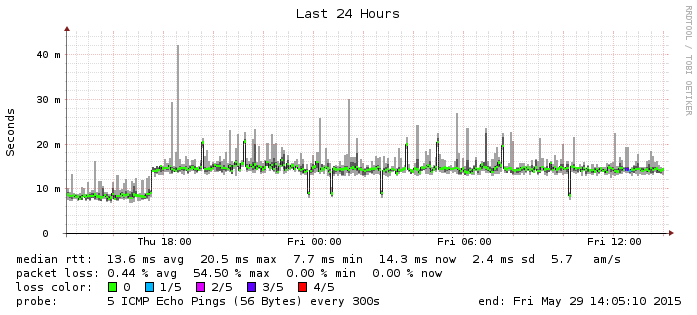 Last 24 Hours
RRDTOOL / TOBI OETIKER
Seconds
40 m
30 m
20 m
10 m
0
Thu 18:00 Fri 00:00 Fri 06:00 Fri 12:00
median rtt: 13.6 ms avg 20.5 ms max 7.7 ms min 14.3 ms now 2.4 ms sd 5.7 am/s
packet loss: 0.44 % avg 54.50 % max 0.00 % min 0.00 % now
loss color: 0 1/5 2/5 3/5 4/5
probe: 5 ICMP Echo Pings (56 Bytes) every 300s end: Fri May 29 14:05:10 2015